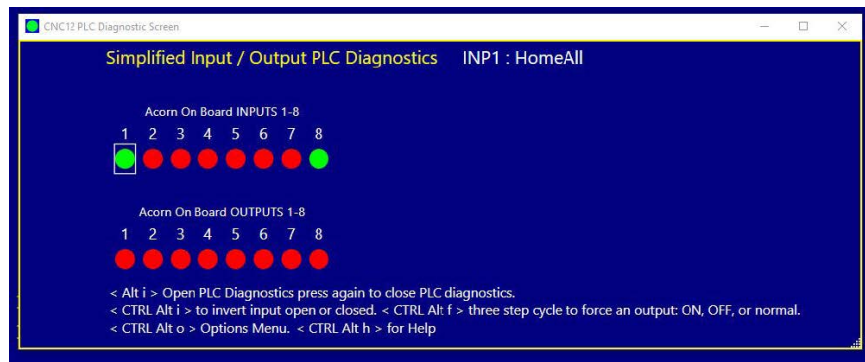 CNC12 PLC Diagnostic Screen
Simplified Input / Output PLC Diagnostics INP1 : HomeAll
Acorn On Board INPUTS 1-8
1 2 3 4 5 6 7 8
Acorn On Board OUTPUTS 1-8
1 2 3 4 5 6 7 8
< Alt i > Open PLC Diagnostics press again to close PLC diagnostics.
< CTRL Alt i > to invert input open or closed. < CTRL Alt f > three step cycle to force an output: ON, OFF, or normal.
< CTRL Alt o > Options Menu. < CTRL Alt h > for Help